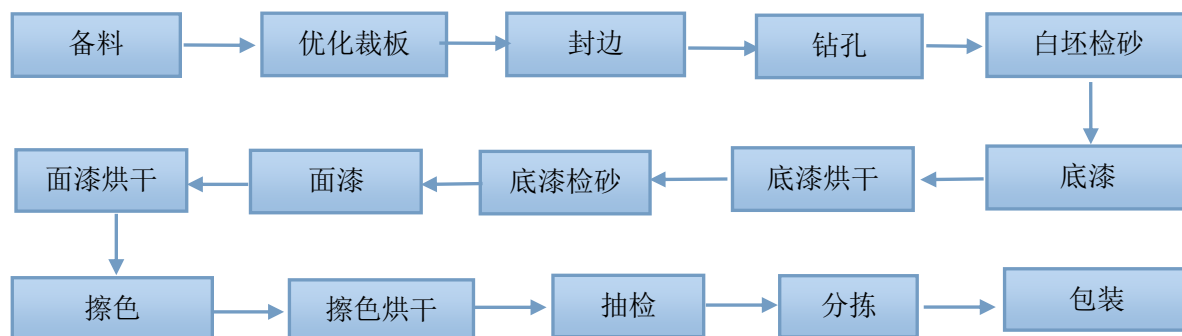 备料 优化裁板 封边 钻孔 白坯检砂
面漆烘干 面漆 底漆检砂 底漆烘干 底漆
擦色 擦色烘干 抽检 分拣 包装